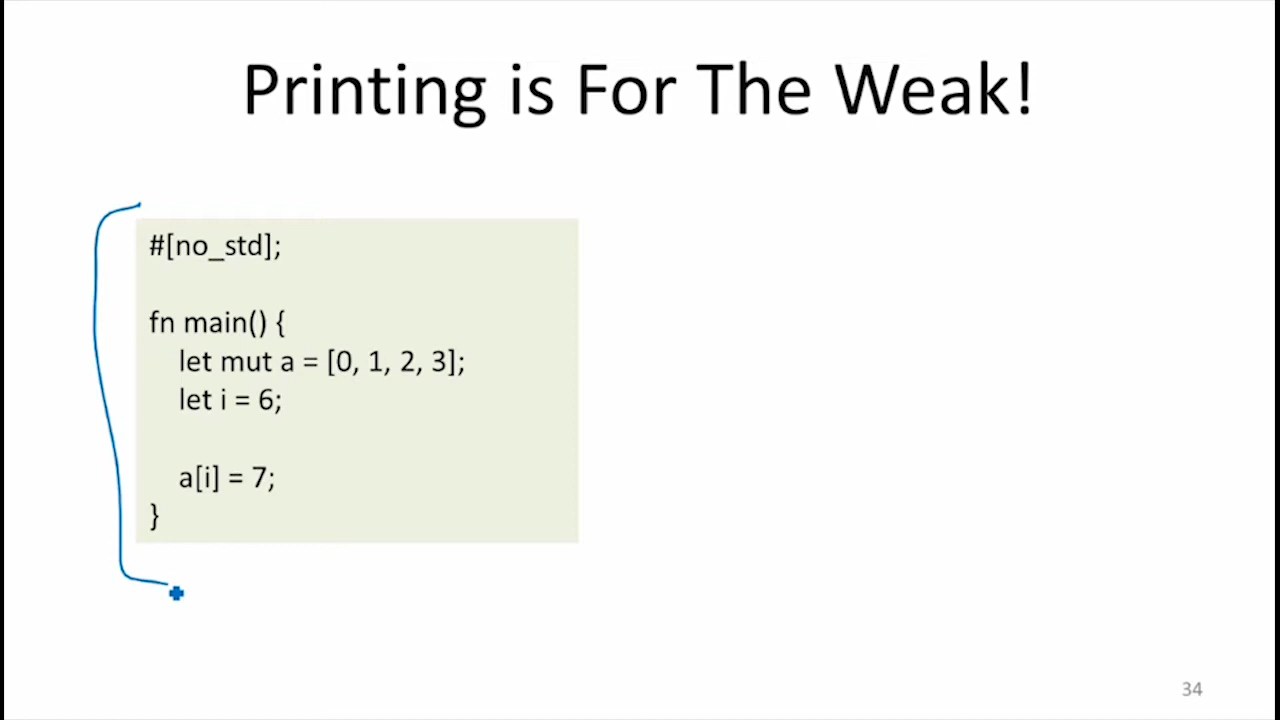 Printing is For The Weak!
#[no_std];
fn main() {
let mut a = [0, 1, 2, 3];
let i = 6;
a[i] = 7;
}
34